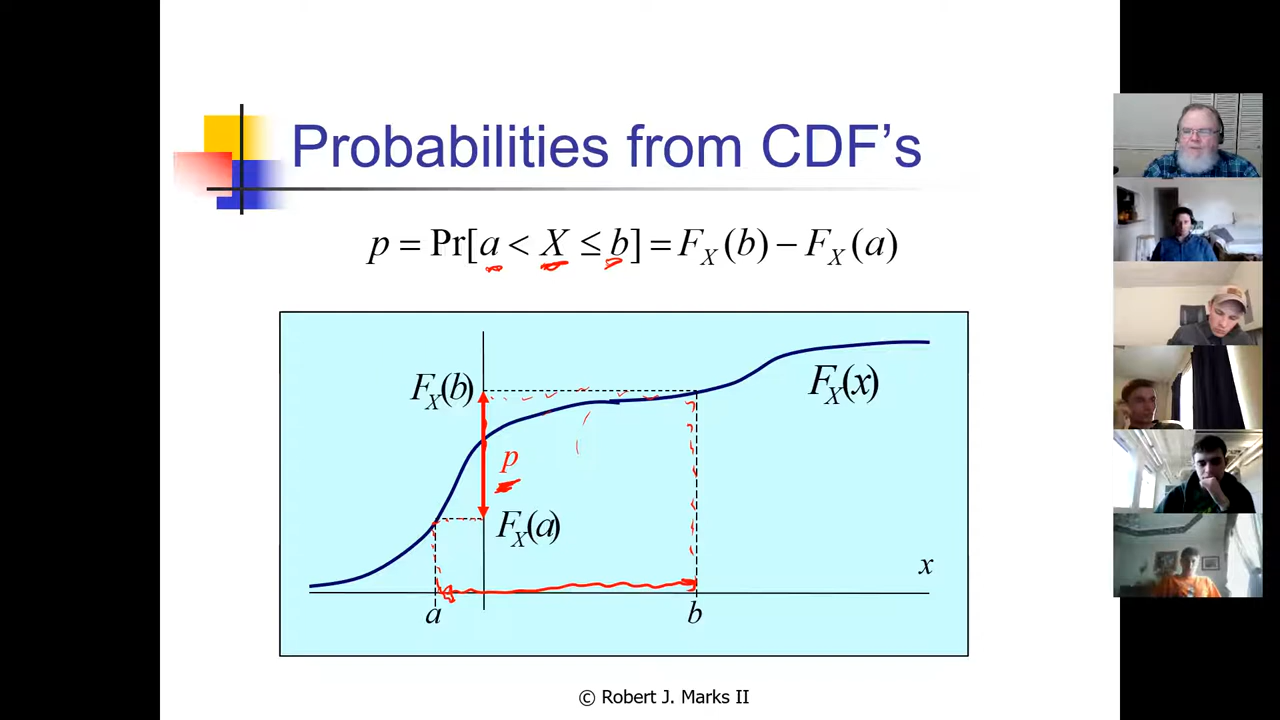 Probabilities from CDF's
p = Pr[a < X ≤ b] = F_X(b) − F_X(a)
F_X(b)
F_X(x)
p
F_X(a)
x
a
b
© Robert J. Marks II